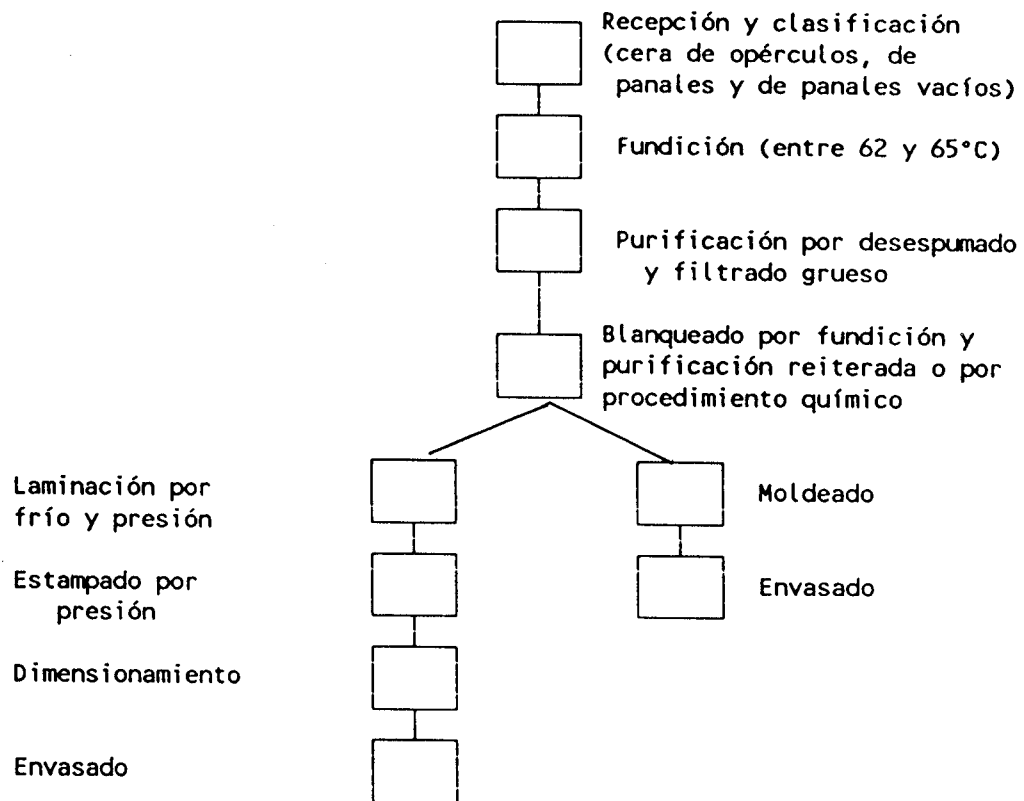 Recepción y clasificación
(cera de opérculos, de
panales y de panales vacíos)
Fundición (entre 62 y 65°C)
Purificación por desespumado
y filtrado grueso
Blanqueado por fundición y
purificación reiterada o por
procedimiento químico
Laminación por
frío y presión
Estampado por
presión
Dimensionamiento
Envasado
Moldeado
Envasado